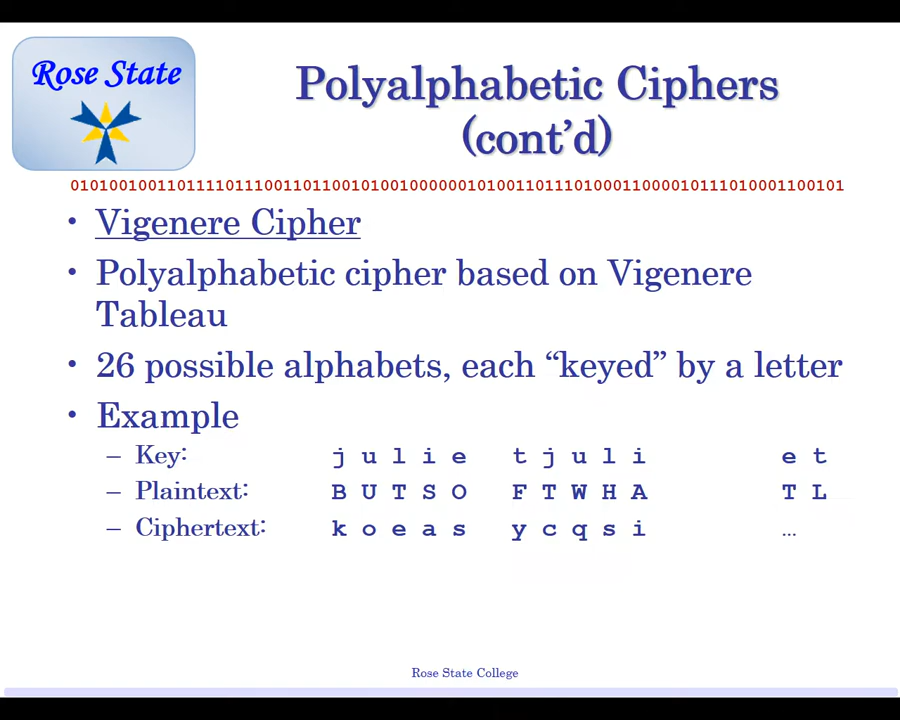 Rose State
Polyalphabetic Ciphers
(cont'd)
01010010011011110111001101100101001000000101001101110100011000010111010001100101
• Vigenere Cipher
• Polyalphabetic cipher based on Vigenere
Tableau
• 26 possible alphabets, each “keyed” by a letter
• Example
– Key: j u l i e t j u l i e t
– Plaintext: B U T S O F T W H A T L
– Ciphertext: k o e a s y c q s i …
Rose State College